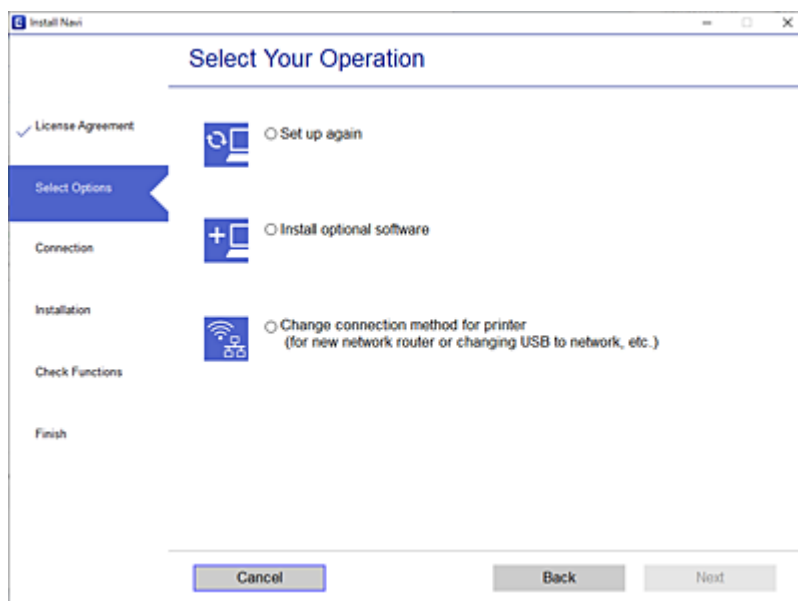 Install Navi
Select Your Operation
License Agreement
Select Options
Connection
Installation
Check Functions
Finish
Set up again
Install optional software
Change connection method for printer
(for new network router or changing USB to network, etc.)
Cancel
Back
Next